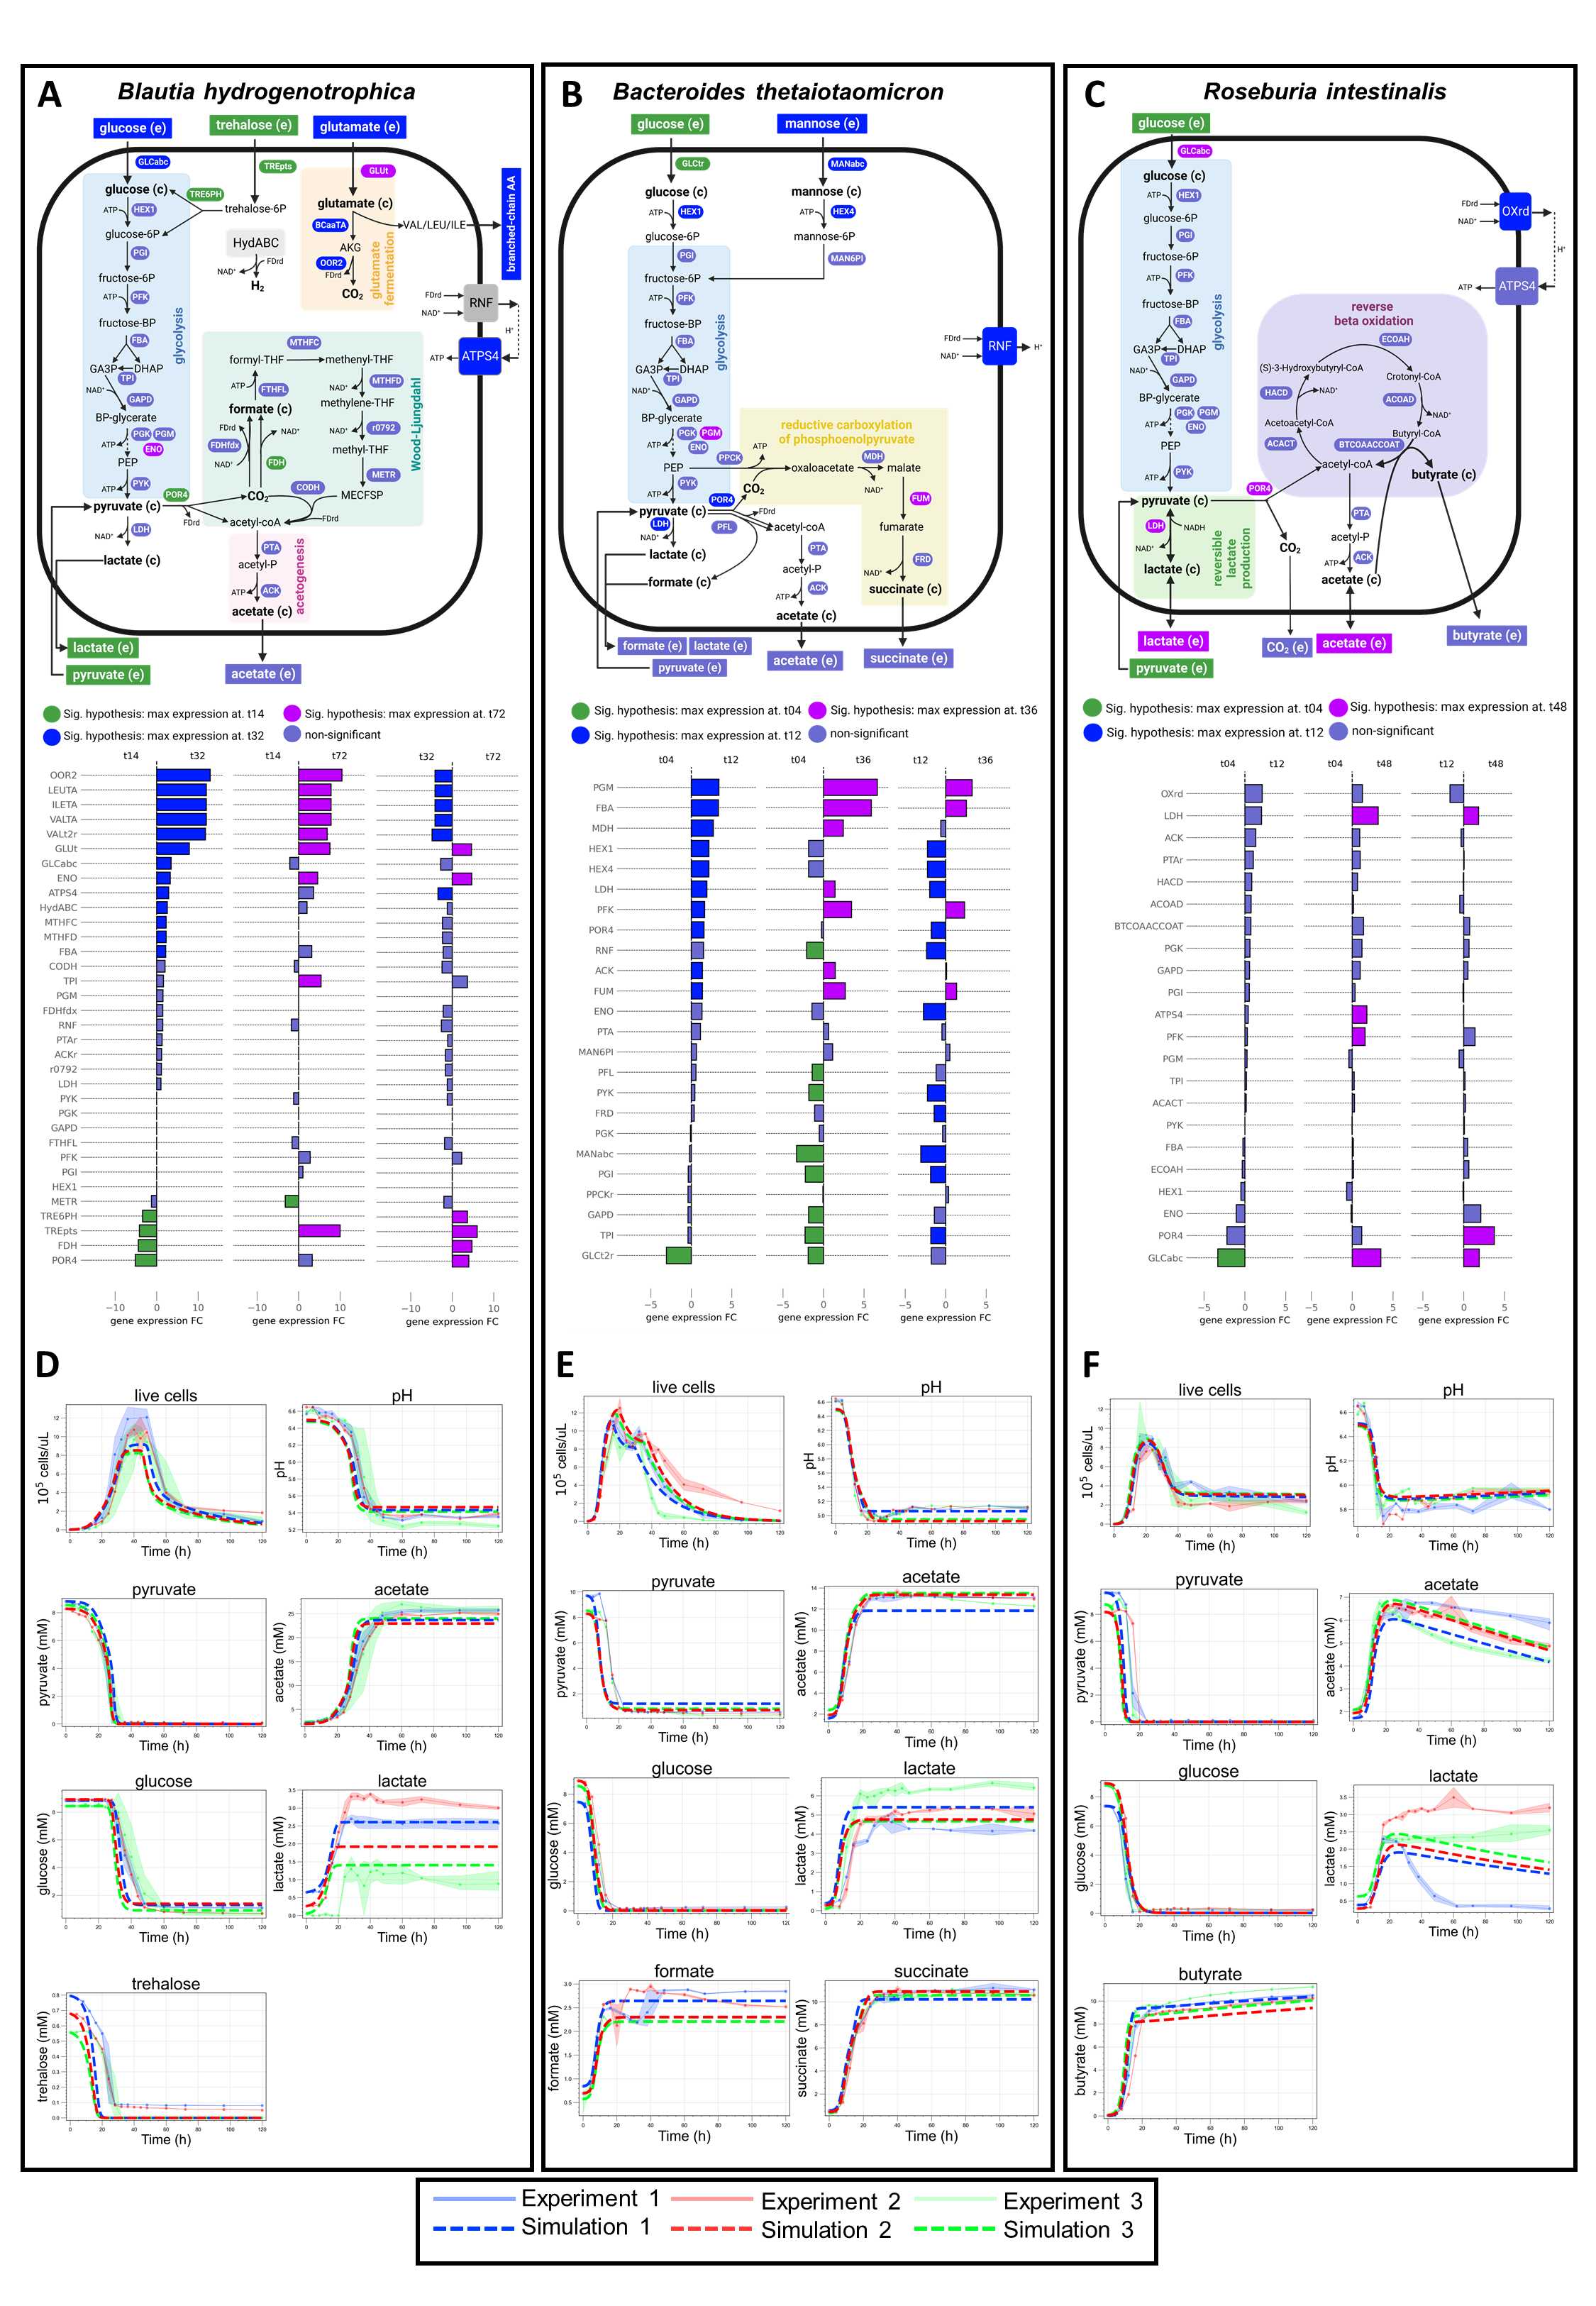 A Blautia hydrogenotrophica
glucose (e) trehalose (e) glutamate (e)
GLCabc TREpts GLUt
glucose (c) TRE6PH glutamate (c)
ATP HEX1 trehalose-6P BCaaTA VAL/LEU/ILE
branched-chain AA
glucose-6P HydABC AKG
PGI NAD⁺ FDrd OOR2
fructose-6P H₂ FDrd CO₂
glutamate fermentation
ATP PFK FDrd RNF
fructose-BP NAD⁺ H⁺
FBA MTHFC ATP ATPS4
glycolysis
GA3P DHAP formyl-THF methenyl-THF
TPI ATP FTHFL NAD⁺ MTHFD
NAD⁺ GAPD formate (c) methylene-THF
BP-glycerate FDrd NAD⁺ NAD⁺ r0792
PGK PGM FDHfdx methyl-THF
ATP ENO NAD⁺ FDH METR
Wood-Ljungdahl
PEP CODH
ATP PYK POR4 CO₂ MECFSP
pyruvate (c) FDrd acetyl-coA FDrd
NAD⁺ LDH PTA
lactate (c) acetyl-P
ATP ACK
acetate (c)
acetogenesis
lactate (e)
pyruvate (e) acetate (e)
Sig. hypothesis: max expression at. t14 Sig. hypothesis: max expression at. t72
Sig. hypothesis: max expression at. t32 non-significant
t14 t32 t14 t72 t32 t72
OOR2
LEUTA
ILETA
VALTA
VALt2r
GLUt
GLCabc
ENO
ATPS4
HydABC
MTHFC
MTHFD
FBA
CODH
TPI
PGM
FDHfdx
RNF
PTAr
ACKr
r0792
LDH
PYK
PGK
GAPD
FTHFL
PFK
PGI
HEX1
METR
TRE6PH
TREpts
FDH
POR4
−10 0 10 −10 0 10 −10 0 10
gene expression FC gene expression FC gene expression FC
B Bacteroides thetaiotaomicron
glucose (e) mannose (e)
GLCtr MANabc
glucose (c) mannose (c)
ATP HEX1 ATP HEX4
glucose-6P mannose-6P
PGI MAN6PI
fructose-6P
ATP PFK
fructose-BP
FBA FDrd RNF H⁺
NAD⁺
glycolysis
GA3P DHAP
TPI
NAD⁺ GAPD
BP-glycerate
reductive carboxylation
of phosphoenolpyruvate
PGK PGM
ATP ENO PPCK ATP MDH
PEP oxaloacetate malate
ATP PYK CO₂ NAD⁺
POR4 FUM
pyruvate (c) FDrd
LDH PFL acetyl-coA fumarate
NAD⁺
lactate (c) PTA FRD
acetyl-P NAD⁺
formate (c) ATP ACK succinate (c)
acetate (c)
formate (e) lactate (e)
pyruvate (e) acetate (e) succinate (e)
Sig. hypothesis: max expression at. t04 Sig. hypothesis: max expression at. t36
Sig. hypothesis: max expression at. t12 non-significant
t04 t12 t04 t36 t12 t36
PGM
FBA
MDH
HEX1
HEX4
LDH
PFK
POR4
RNF
ACK
FUM
ENO
PTA
MAN6PI
PFL
PYK
FRD
PGK
MANabc
PGI
PPCKr
GAPD
TPI
GLCt2r
−5 0 5 −5 0 5 −5 0 5
gene expression FC gene expression FC gene expression FC
C Roseburia intestinalis
glucose (e)
GLCabc
glucose (c)
ATP HEX1 FDrd OXrd
glucose-6P NAD⁺
PGI H⁺
fructose-6P
ATP PFK ATP ATPS4
fructose-BP
reverse
beta oxidation
FBA ECOAH
glycolysis
GA3P DHAP (S)-3-Hydroxybutyryl-CoA
TPI Crotonyl-CoA
NAD⁺ GAPD HACD NAD⁺ ACOAD
BP-glycerate NAD⁺
PGK PGM Acetoacetyl-CoA
ATP ENO Butyryl-CoA
PEP ACACT BTCOAACCOAT
ATP PYK acetyl-coA butyrate (c)
POR4
pyruvate (c) PTA
LDH NADH
NAD⁺ CO₂ acetyl-P
lactate (c) ATP ACK
acetate (c)
reversible lactate production
lactate (e) CO₂ (e) acetate (e) butyrate (e)
pyruvate (e)
Sig. hypothesis: max expression at. t04 Sig. hypothesis: max expression at. t48
Sig. hypothesis: max expression at. t12 non-significant
t04 t12 t04 t48 t12 t48
OXrd
LDH
ACK
PTAr
HACD
ACOAD
BTCOAACCOAT
PGK
GAPD
PGI
ATPS4
PFK
PGM
TPI
ACACT
PYK
FBA
ECOAH
HEX1
ENO
POR4
GLCabc
−5 0 5 −5 0 5 −5 0 5
gene expression FC gene expression FC gene expression FC
D
live cells pH
10⁵ cells/uL pH
Time (h) Time (h)
pyruvate acetate
pyruvate (mM) acetate (mM)
Time (h) Time (h)
glucose lactate
glucose (mM) lactate (mM)
Time (h) Time (h)
trehalose
trehalose (mM)
Time (h)
E
live cells pH
10⁵ cells/uL pH
Time (h) Time (h)
pyruvate acetate
pyruvate (mM) acetate (mM)
Time (h) Time (h)
glucose lactate
glucose (mM) lactate (mM)
Time (h) Time (h)
formate succinate
formate (mM) succinate (mM)
Time (h) Time (h)
F
live cells pH
10⁵ cells/uL pH
Time (h) Time (h)
pyruvate acetate
pyruvate (mM) acetate (mM)
Time (h) Time (h)
glucose lactate
glucose (mM) lactate (mM)
Time (h) Time (h)
butyrate
butyrate (mM)
Time (h)
Experiment 1 Experiment 2 Experiment 3
Simulation 1 Simulation 2 Simulation 3